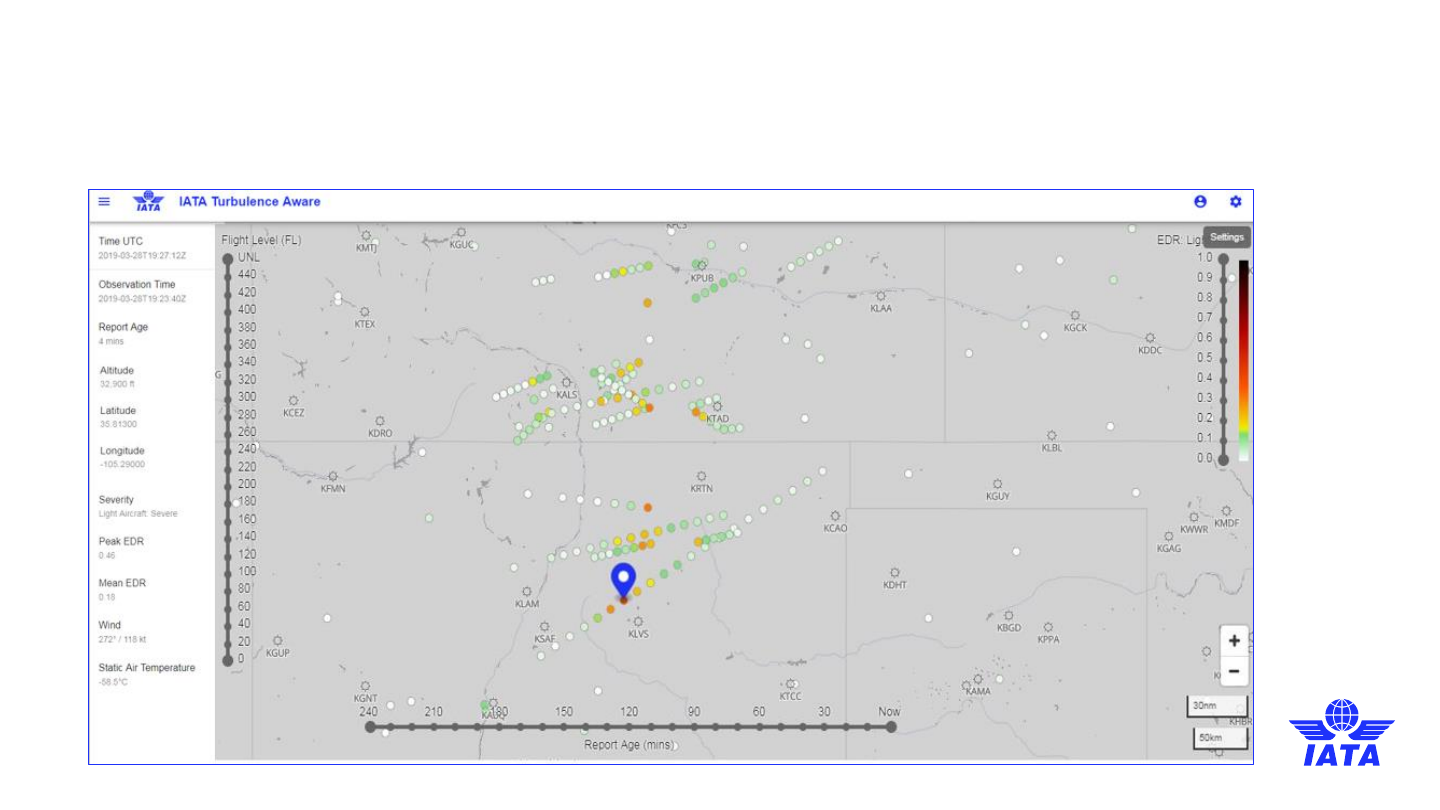 IATA
IATA Turbulence Aware
Time UTC
2019-03-28T19:27:12Z
Observation Time
2019-03-28T19:23:40Z
Report Age
4 mins
Altitude
32,900 ft
Latitude
35.61300
Longitude
-105.29000
Severity
Light Aircraft: Severe
Peak EDR
0.46
Mean EDR
0.18
Wind
272° / 118 kt
Static Air Temperature
-58.5°C
Flight Level (FL)
UNL
440
420
400
380
360
340
320
300
280
260
240
220
200
180
160
140
120
100
80
60
40
20
0
KMTJ
KGUC
KPUB
KTEX
KLAA
KGCK
KDDC
KALS
KCEZ
KDRO
KTAD
KLBL
KFMN
KRTN
KGUY
KCAO
KWWR
KMDF
KGAG
KDHT
KLAM
KSAF
KLVS
KBGD
KPPA
KGUP
KGNT
KTCC
KAMA
EDR: Lig
Settings
1.0
0.9
0.8
0.7
0.6
0.5
0.4
0.3
0.2
0.1
0.0
+
−
30nm
50km
KHBR
240
210
180
150
120
90
60
30
Now
Report Age (mins)
IATA